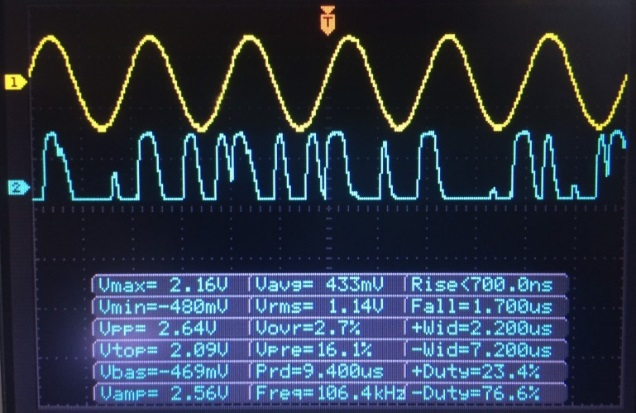 T
1
2
Vmax= 2.16V Vavg= 433mV Rise<700.0ns
Vmin=-480mV Vrms= 1.14V Fall=1.700us
Vpp= 2.64V Vovr=2.7% +Wid=2.200us
Vtop= 2.09V Vpre=16.1% -Wid=7.200us
Vbas=-469mV Prd=9.400us +Duty=23.4%
Vamp= 2.56V Freq=106.4kHz -Duty=76.6%